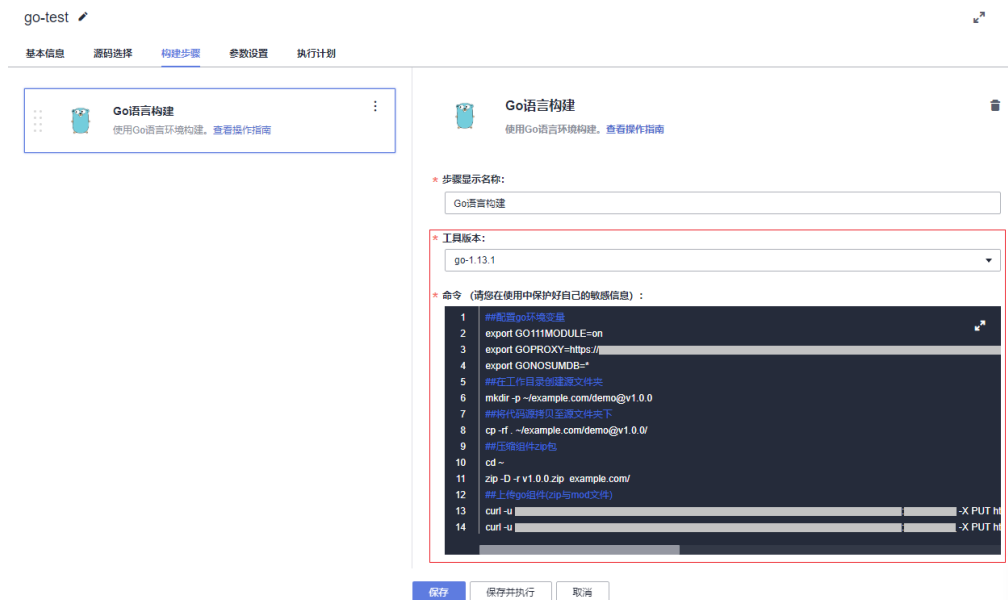 go-test
基本信息 源码选择 构建步骤 参数设置 执行计划
Go语言构建
使用Go语言环境构建。查看操作指南
Go语言构建
使用Go语言环境构建。查看操作指南
* 步骤显示名称:
Go语言构建
* 工具版本:
go-1.13.1
* 命令 (请您在使用中保护好自己的敏感信息) :
1 ##配置go环境变量
2 export GO111MODULE=on
3 export GOPROXY=https://
4 export GONOSUMDB=*
5 ##在工作目录创建源文件夹
6 mkdir -p ~/example.com/demo@v1.0.0
7 ##将代码源拷贝至源文件夹下
8 cp -rf . ~/example.com/demo@v1.0.0/
9 ##压缩组件zip包
10 cd ~
11 zip -D -r v1.0.0.zip example.com/
12 ##上传go组件(zip与mod文件)
13 curl -u : -X PUT ht
14 curl -u : -X PUT ht
保存 保存并执行 取消